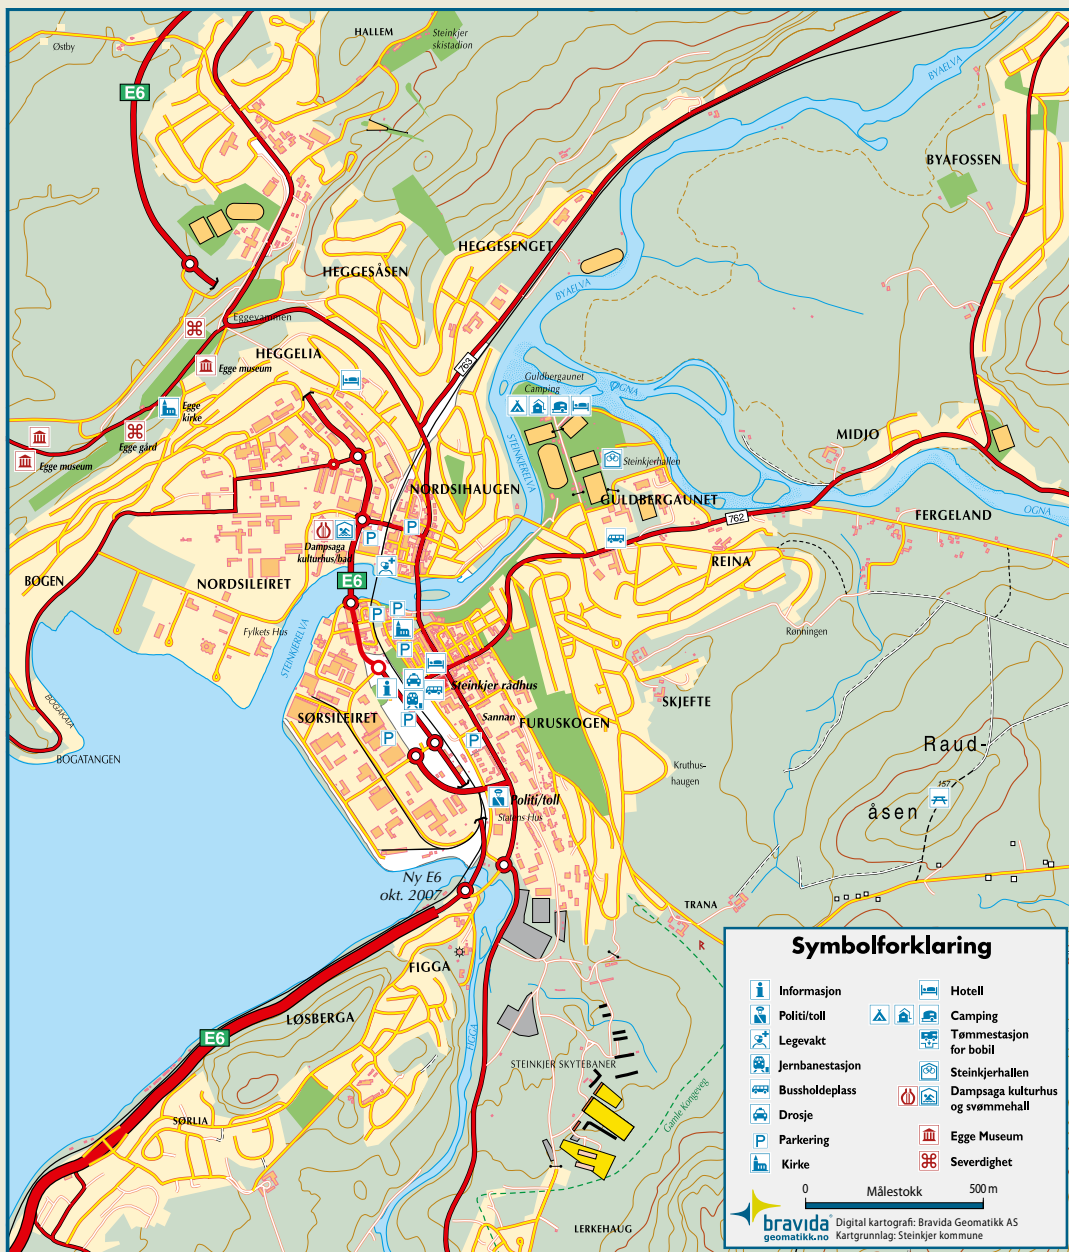 HALLEM
Steinkjer
skistadion
Østby
E6
BYAELVA
BYAFOSSEN
HEGGESENGET
HEGGESÅSEN
BYAELVA
Eggevammen
HEGGELIA
763
Egge museum
Guldbergaunet
Camping
OGNA
Egge
kirke
Egge gård
Egge museum
MIDJO
STEINKJERELVA
Steinkjerhallen
NORDSIHAUGEN
GULDBERGAUNET
762
FERGELAND
OGNA
P
P
Dampsaga
kulturhus/bad
REINA
BOGEN
NORDSILEIRET
E6
P
P
P
Fylkets Hus
STEINKJERELVA
Rønningen
Steinkjer rådhus
SKJEFTE
BOGAKAIA
SØRSILEIRET
Sannan
FURUSKOGEN
P
P
P
BOGATANGEN
Raud-
Kruthus-
haugen
157
åsen
Politi/toll
Statens Hus
Ny E6
okt. 2007
TRANA
R
FIGGA
LØSBERGA
E6
FIGGA
STEINKJER SKYTEBANER
Gamle Kongeveg
SØRLIA
LERKEHAUG
Symbolforklaring
Informasjon
Politi/toll
Legevakt
Jernbanestasjon
Bussholdeplass
Drosje
P Parkering
Kirke
Hotell
Camping
Tømmestasjon
for bobil
Steinkjerhallen
Dampsaga kulturhus
og svømmehall
Egge Museum
Severdighet
0 Målestokk 500 m
bravida
geomatikk.no
Digital kartografi: Bravida Geomatikk AS
Kartgrunnlag: Steinkjer kommune